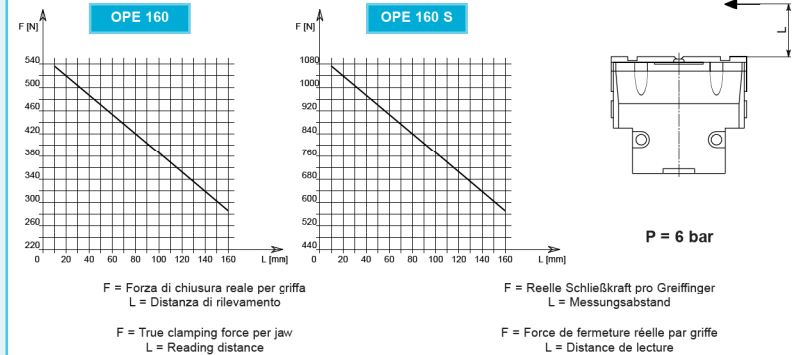 OPE 160
F [N]
540
500
460
420
380
340
300
260
220
0 20 40 60 80 100 120 140 160 L [mm]
OPE 160 S
F [N]
1080
1000
920
840
760
680
600
520
440
0 20 40 60 80 100 120 140 160 L [mm]
L
P = 6 bar
F = Forza di chiusura reale per griffa
L = Distanza di rilevamento
F = True clamping force per jaw
L = Reading distance
F = Reelle Schließkraft pro Greiffinger
L = Messungsabstand
F = Force de fermeture réelle par griffe
L = Distance de lecture